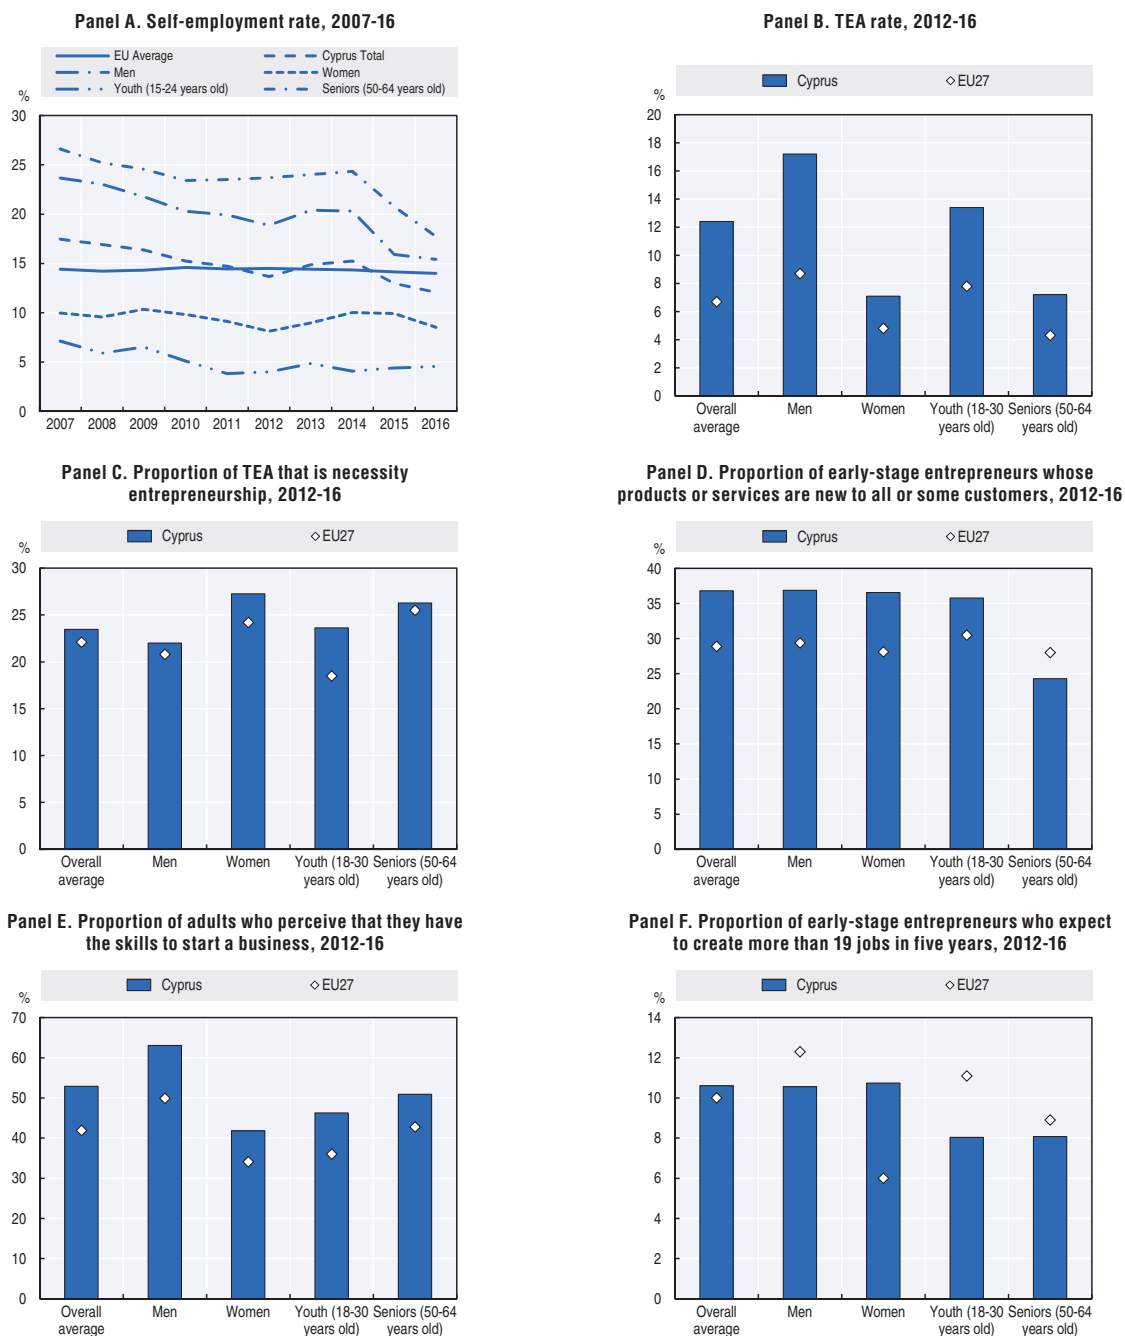 Panel A. Self-employment rate, 2007-16
EU Average
Cyprus Total
Men
Women
Youth (15-24 years old)
Seniors (50-64 years old)
%
30
25
20
15
10
5
0
2007 2008 2009 2010 2011 2012 2013 2014 2015 2016
Panel B. TEA rate, 2012-16
Cyprus
EU27
%
20
18
16
14
12
10
8
6
4
2
0
Overall average
Men
Women
Youth (18-30 years old)
Seniors (50-64 years old)
Panel C. Proportion of TEA that is necessity
entrepreneurship, 2012-16
Cyprus
EU27
%
30
25
20
15
10
5
0
Overall average
Men
Women
Youth (18-30 years old)
Seniors (50-64 years old)
Panel D. Proportion of early-stage entrepreneurs whose
products or services are new to all or some customers, 2012-16
Cyprus
EU27
%
40
35
30
25
20
15
10
5
0
Overall average
Men
Women
Youth (18-30 years old)
Seniors (50-64 years old)
Panel E. Proportion of adults who perceive that they have
the skills to start a business, 2012-16
Cyprus
EU27
%
70
60
50
40
30
20
10
0
Overall average
Men
Women
Youth (18-30 years old)
Seniors (50-64 years old)
Panel F. Proportion of early-stage entrepreneurs who expect
to create more than 19 jobs in five years, 2012-16
Cyprus
EU27
%
14
12
10
8
6
4
2
0
Overall average
Men
Women
Youth (18-30 years old)
Seniors (50-64 years old)